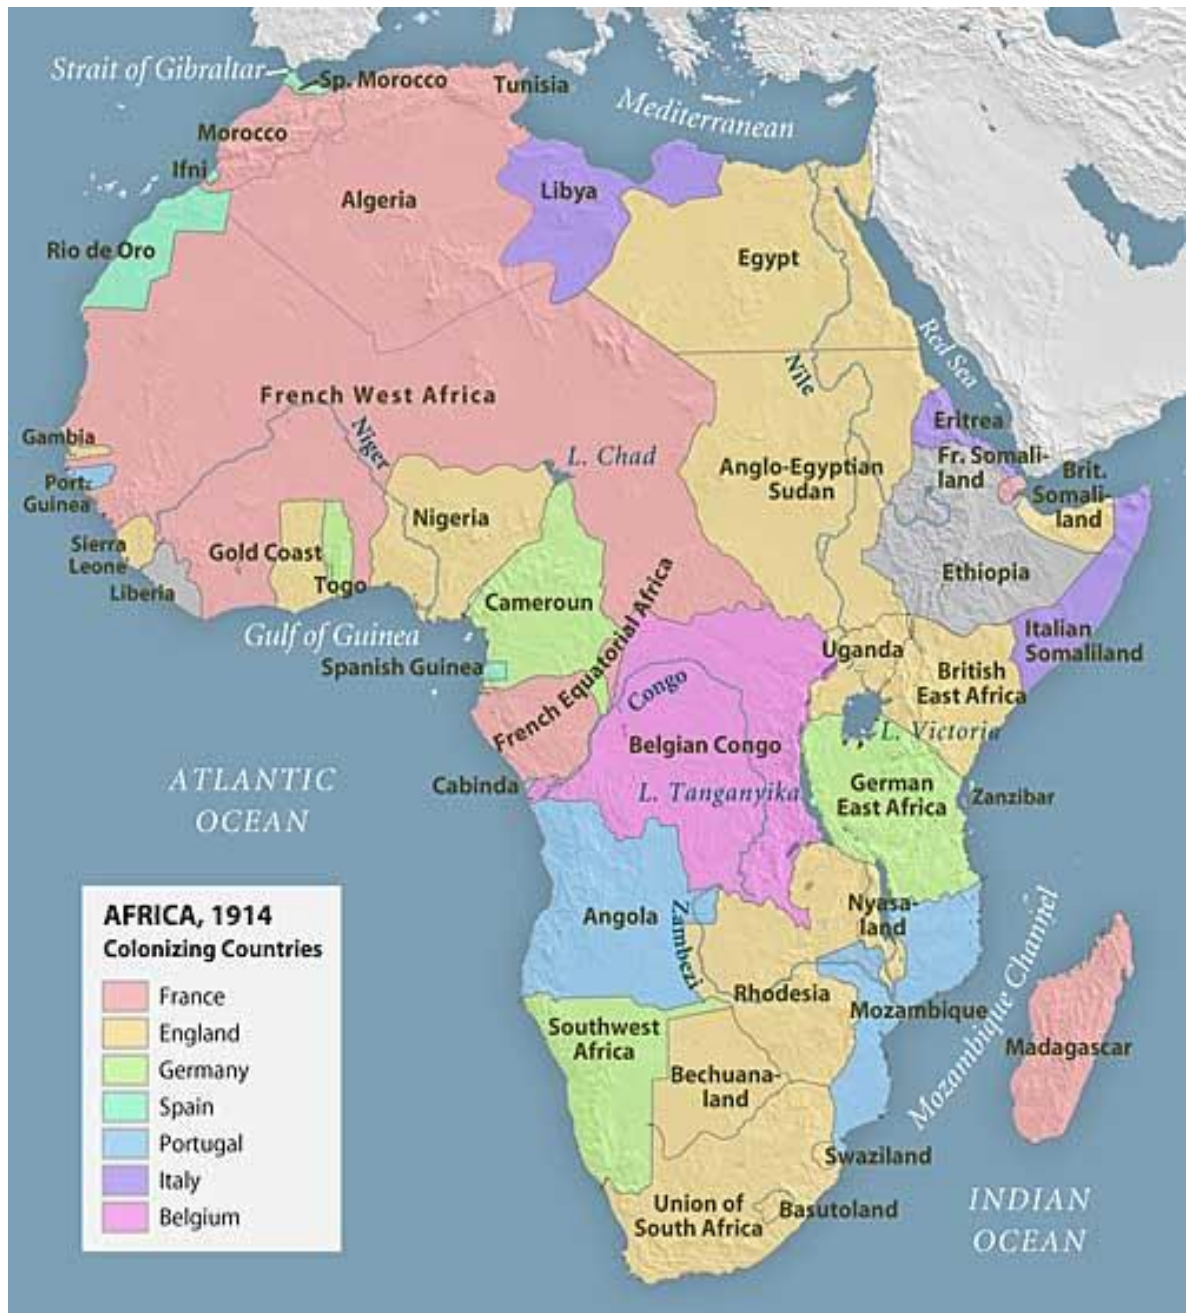 Strait of Gibraltar
Sp. Morocco
Tunisia
Mediterranean
Morocco
Ifni
Algeria
Libya
Rio de Oro
Egypt
Red Sea
Nile
French West Africa
Niger
L. Chad
Eritrea
Gambia
Port.
Guinea
Anglo-Egyptian
Sudan
Fr. Somali-
land
Brit.
Somali-
land
Nigeria
Sierra
Leone
Gold Coast
Togo
Liberia
Ethiopia
Cameroun
Gulf of Guinea
Spanish Guinea
French Equatorial Africa
Uganda
Italian
Somaliland
British
East Africa
Congo
Belgian Congo
L. Victoria
ATLANTIC
OCEAN
Cabinda
L. Tanganyika
German
East Africa
Zanzibar
Angola
Zambezi
Nyasa-
land
Mozambique Channel
Rhodesia
Mozambique
Southwest
Africa
Madagascar
Bechuana-
land
Swaziland
Union of
South Africa
Basutoland
INDIAN
OCEAN
AFRICA, 1914
Colonizing Countries
France
England
Germany
Spain
Portugal
Italy
Belgium